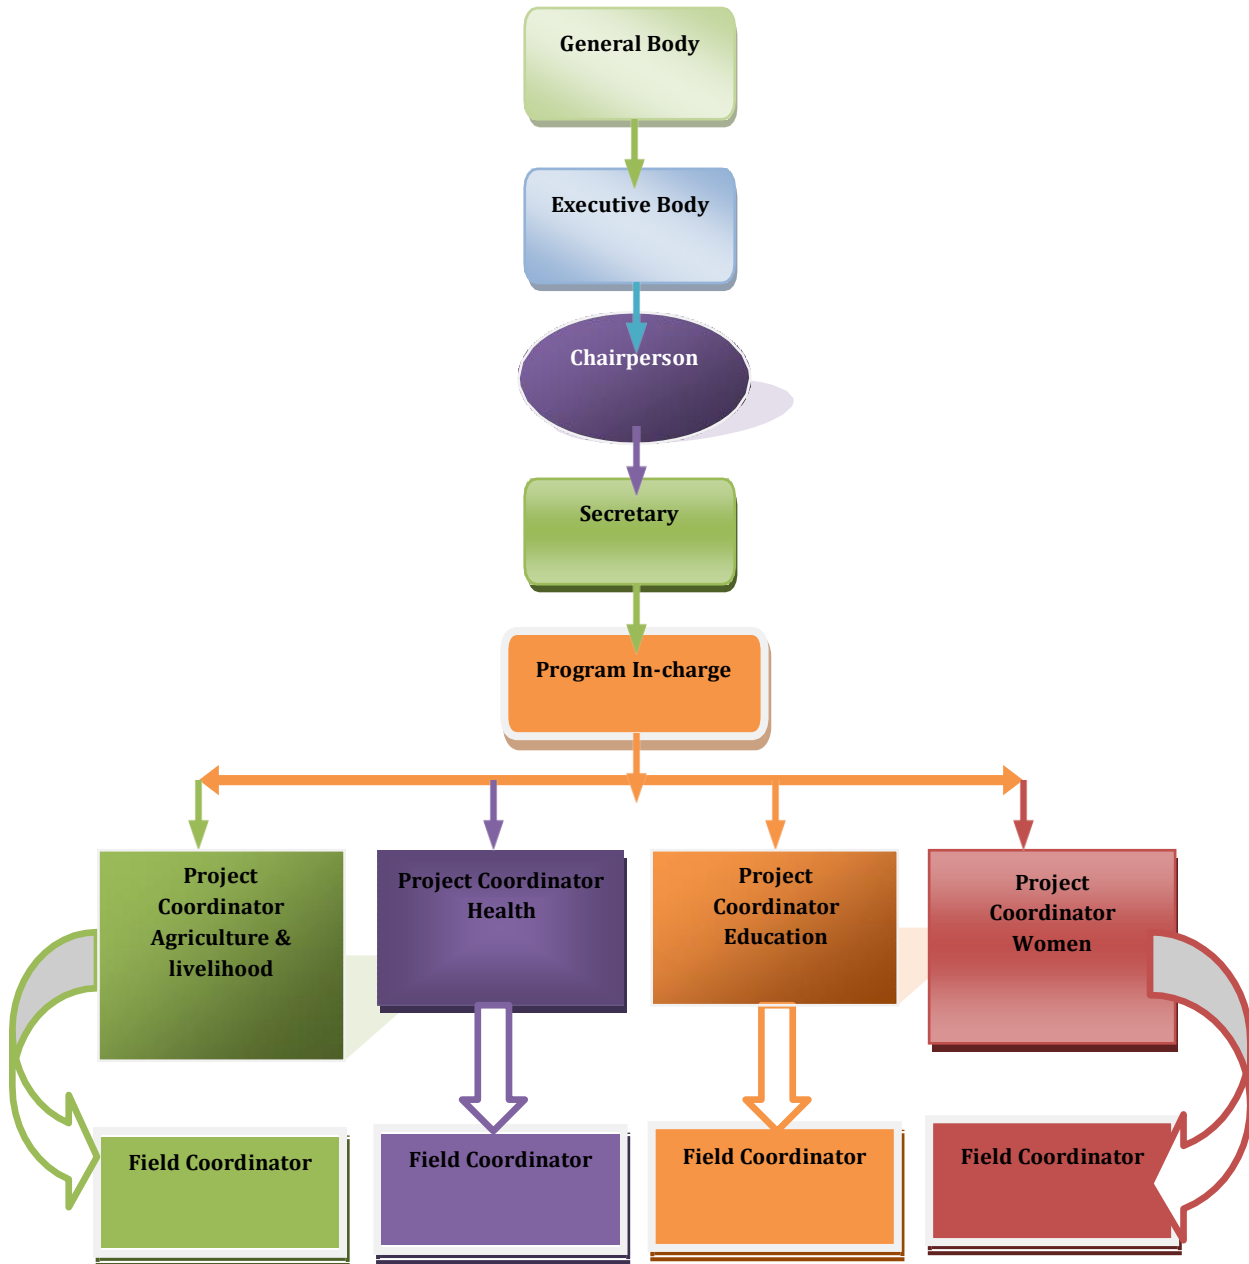 General Body
Executive Body
Chairperson
Secretary
Program In-charge
Project
Coordinator
Agriculture &
livelihood
Project Coordinator
Health
Project
Coordinator
Education
Project
Coordinator
Women
Field Coordinator
Field Coordinator
Field Coordinator
Field Coordinator